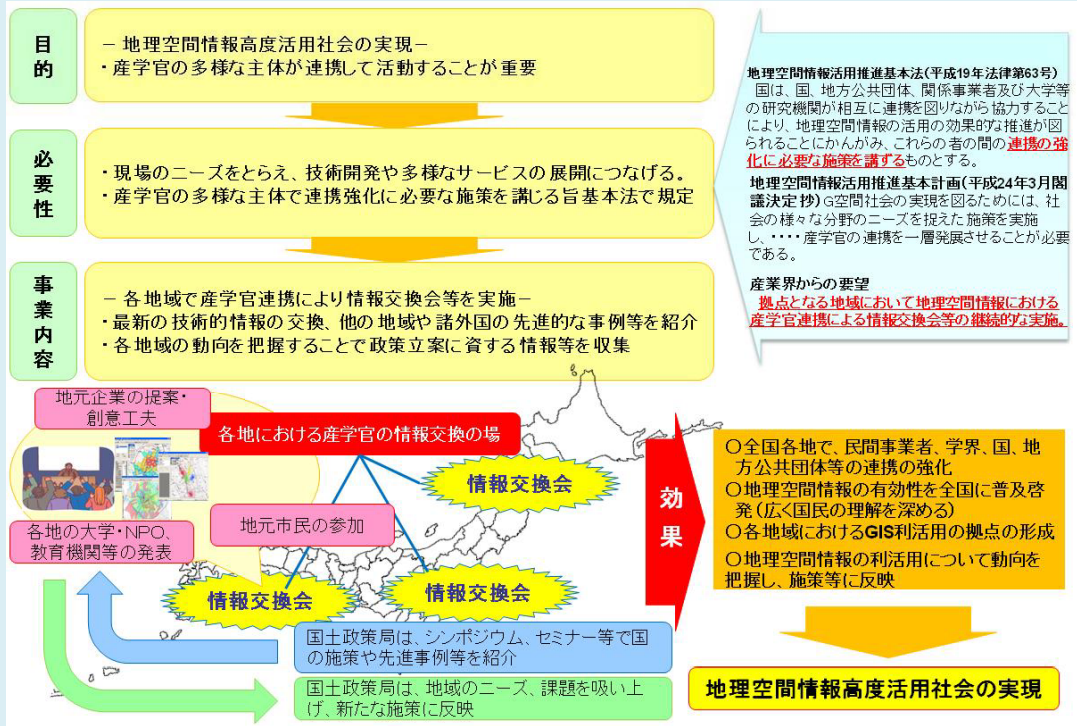 目的
－地理空間情報高度活用社会の実現－
・産学官の多様な主体が連携して活動することが重要
必要性
・現場のニーズをとらえ、技術開発や多様なサービスの展開につなげる。
・産学官の多様な主体で連携強化に必要な施策を講じる旨基本法で規定
事業内容
－各地域で産学官連携により情報交換会等を実施－
・最新の技術的情報の交換、他の地域や諸外国の先進的な事例等を紹介
・各地域の動向を把握することで政策立案に資する情報等を収集
地理空間情報活用推進基本法(平成19年法律第63号)
国は、国、地方公共団体、関係事業者及び大学等
の研究機関が相互に連携を図りながら協力すること
により、地理空間情報の活用の効果的な推進が図
られることにかんがみ、これらの者の間の連携の強
化に必要な施策を講ずるものとする。
地理空間情報活用推進基本計画(平成24年3月閣
議決定抄)G空間社会の実現を図るためには、社
会の様々な分野のニーズを捉えた施策を実施
し、・・・・産学官の連携を一層発展させることが必要
である。
産業界からの要望
拠点となる地域において地理空間情報における
産学官連携による情報交換会等の継続的な実施。
地元企業の提案・
創意工夫
各地における産学官の情報交換の場
情報交換会
地元市民の参加
各地の大学・NPO、
教育機関等の発表
情報交換会
情報交換会
国土政策局は、シンポジウム、セミナー等で国
の施策や先進事例等を紹介
国土政策局は、地域のニーズ、課題を吸い上
げ、新たな施策に反映
効果
○全国各地で、民間事業者、学界、国、地
方公共団体等の連携の強化
○地理空間情報の有効性を全国に普及啓
発(広く国民の理解を深める)
○各地域におけるGIS利活用の拠点の形成
○地理空間情報の利活用について動向を
把握し、施策等に反映
地理空間情報高度活用社会の実現